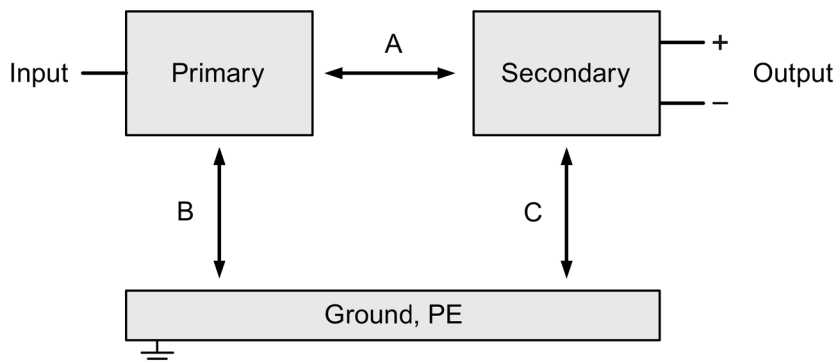 A
Input
Primary
Secondary
+
−
Output
B
C
Ground, PE